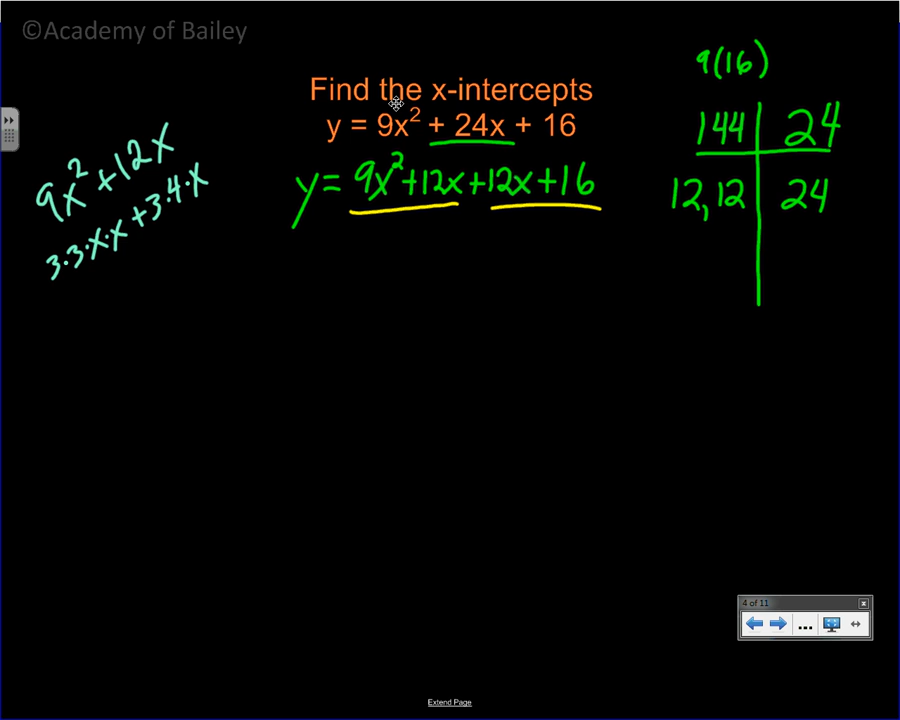 ©Academy of Bailey
9(16)
Find the x-intercepts
y = 9x² + 24x + 16
144 24
y = 9x² + 12x + 12x + 16
12, 12 24
9x² + 12x
3·3·x·x + 3·4·x
4 of 11
...
Extend Page